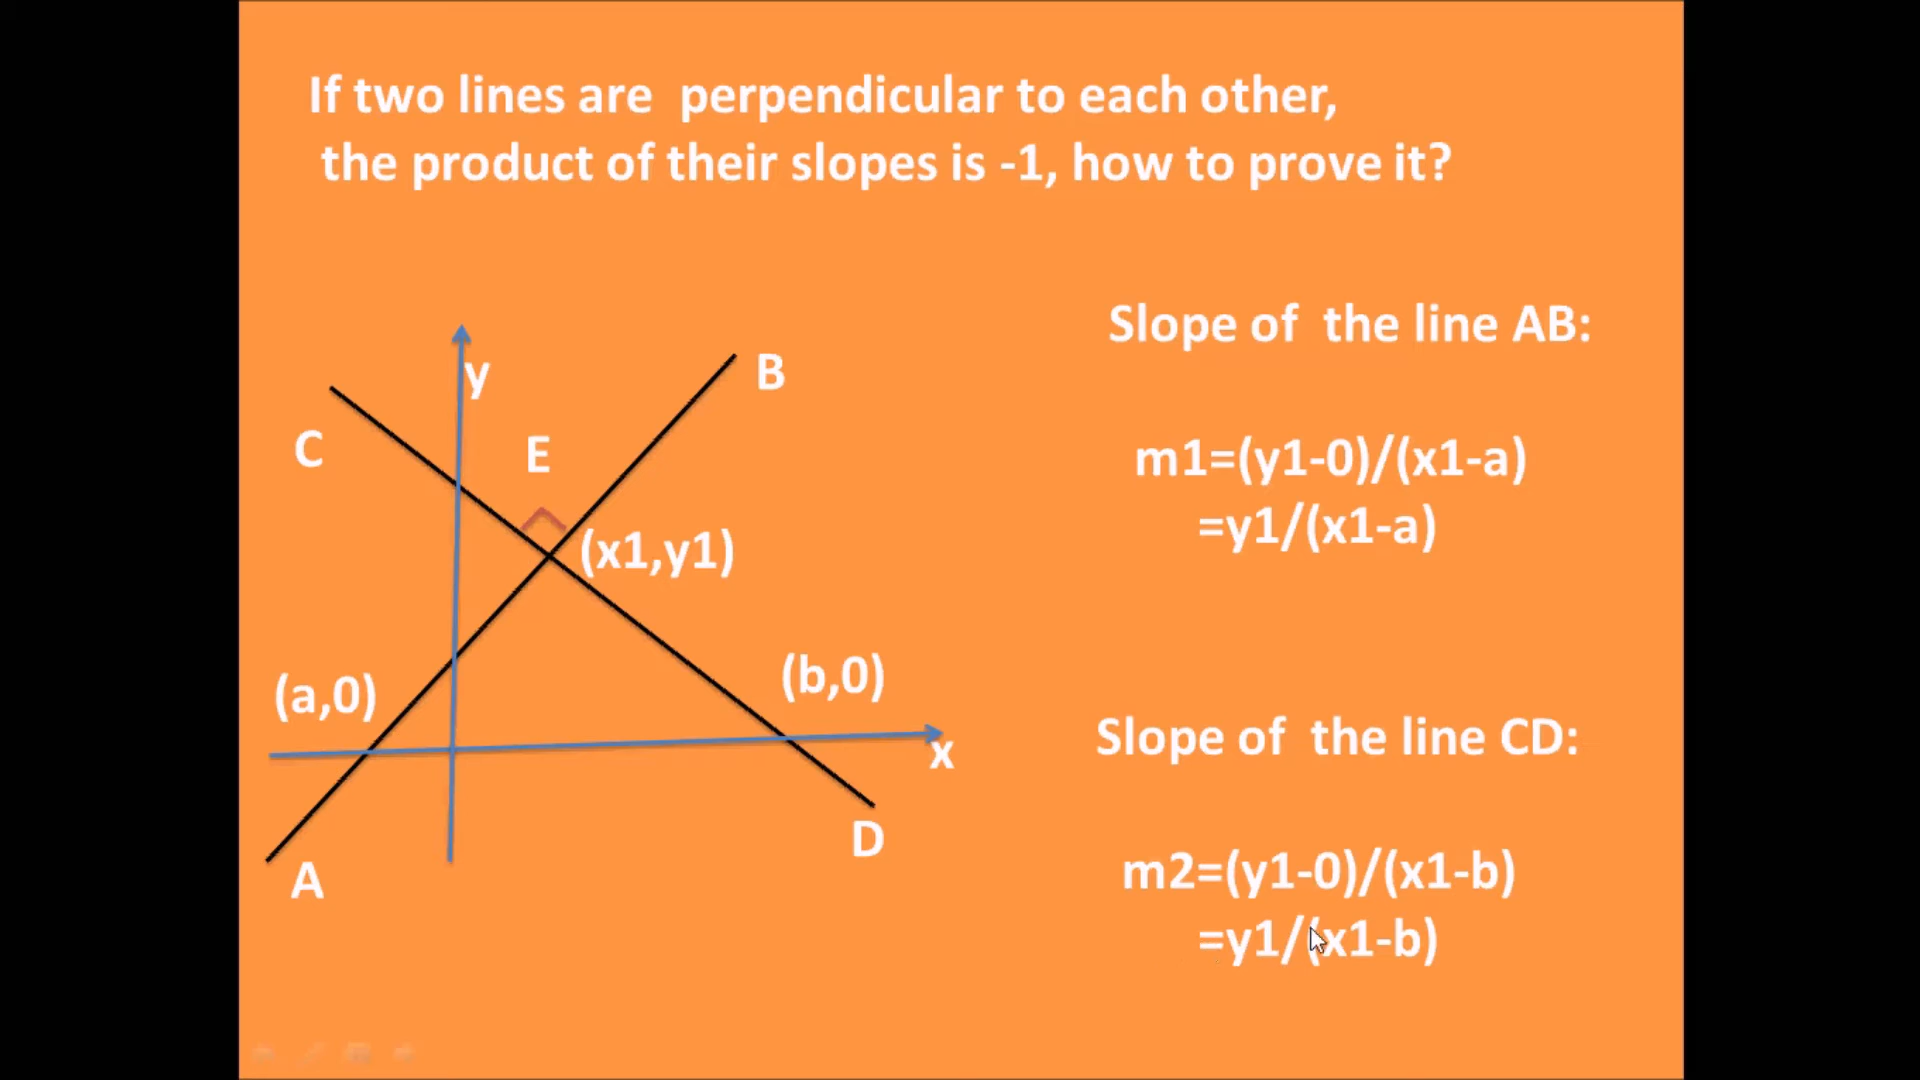 If two lines are perpendicular to each other,
the product of their slopes is -1, how to prove it?
Slope of the line AB:
y
B
C
E
m1=(y1-0)/(x1-a)
=y1/(x1-a)
(x1,y1)
(a,0)
(b,0)
x
Slope of the line CD:
D
A
m2=(y1-0)/(x1-b)
=y1/(x1-b)